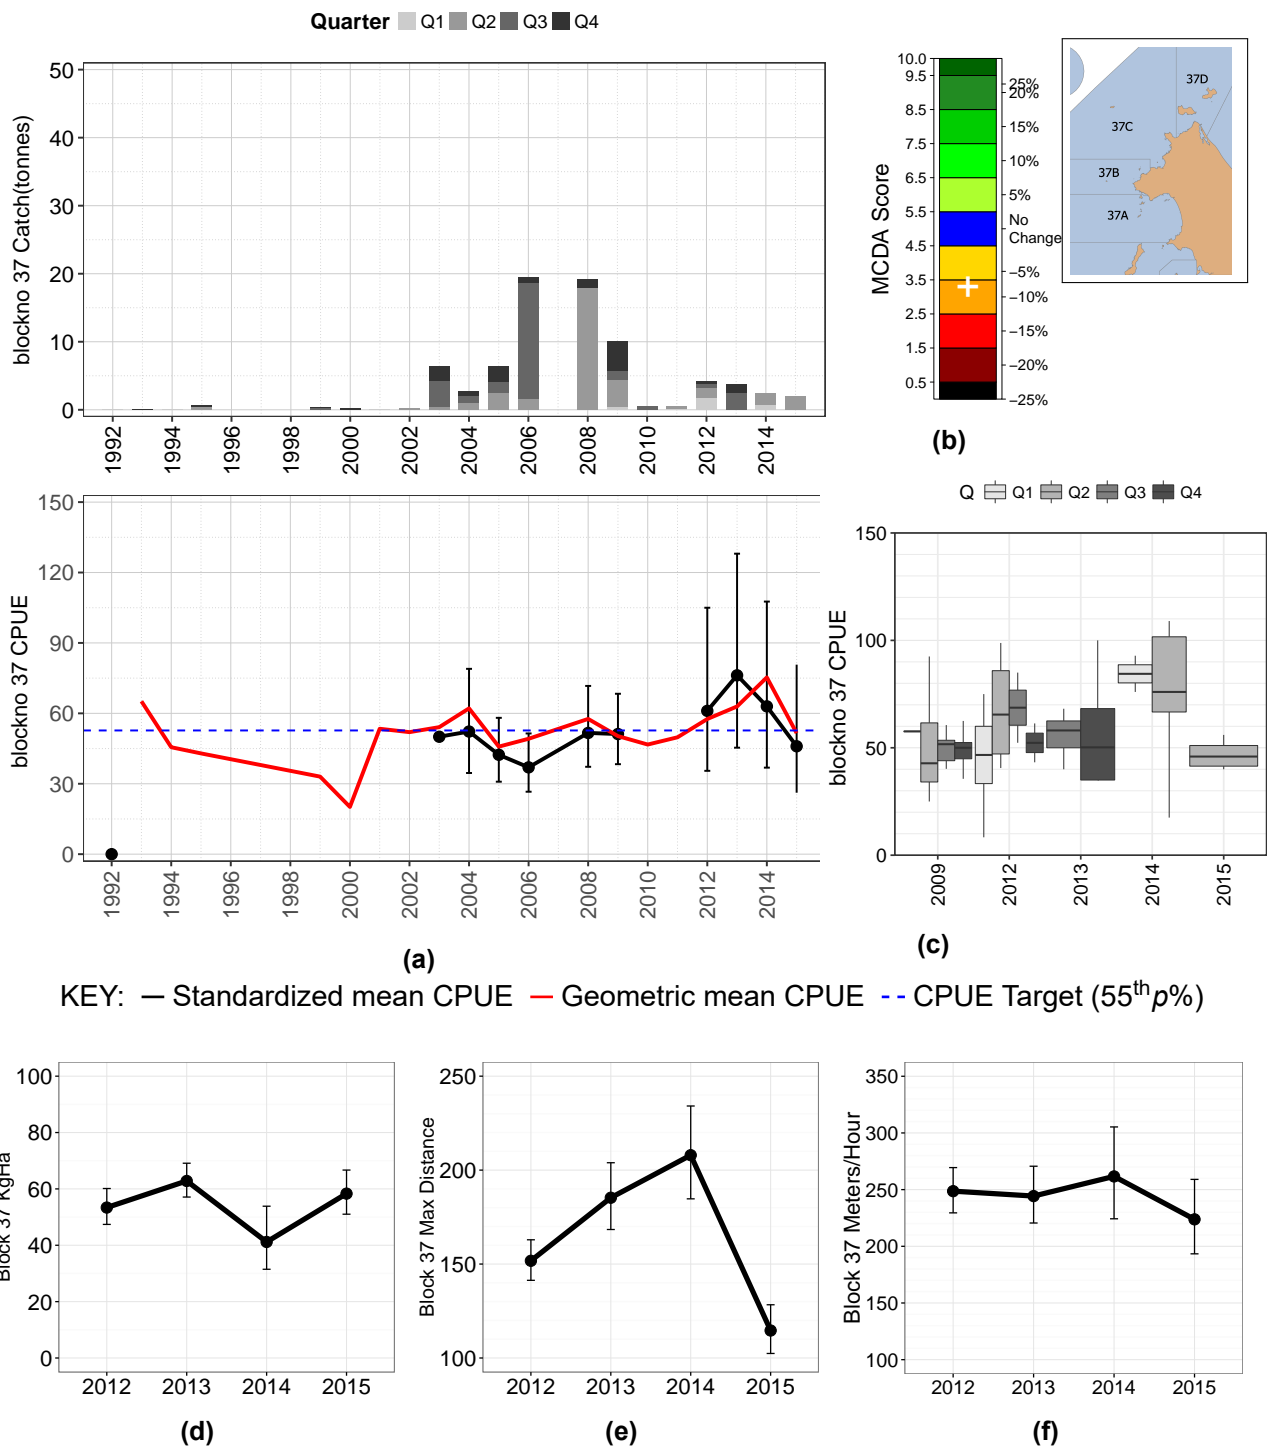 Quarter Q1 Q2 Q3 Q4
blockno 37 Catch(tonnes)
50
40
30
20
10
0
1992 1994 1996 1998 2000 2002 2004 2006 2008 2010 2012 2014
MCDA Score
10.0
9.5
8.5
7.5
6.5
5.5
4.5
3.5
2.5
1.5
0.5
25%
20%
15%
10%
5%
No
Change
−5%
−10%
−15%
−20%
−25%
37D
37C
37B
37A
(b)
blockno 37 CPUE
150
120
90
60
30
0
1992 1994 1996 1998 2000 2002 2004 2006 2008 2010 2012 2014
(a)
Q Q1 Q2 Q3 Q4
blockno 37 CPUE
150
100
50
0
2009 2012 2013 2014 2015
(c)
KEY: Standardized mean CPUE Geometric mean CPUE CPUE Target (55th p%)
Block 37 KgHa
100
80
60
40
20
0
2012 2013 2014 2015
(d)
Block 37 Max Distance
250
200
150
100
2012 2013 2014 2015
(e)
Block 37 Meters/Hour
350
300
250
200
150
100
2012 2013 2014 2015
(f)